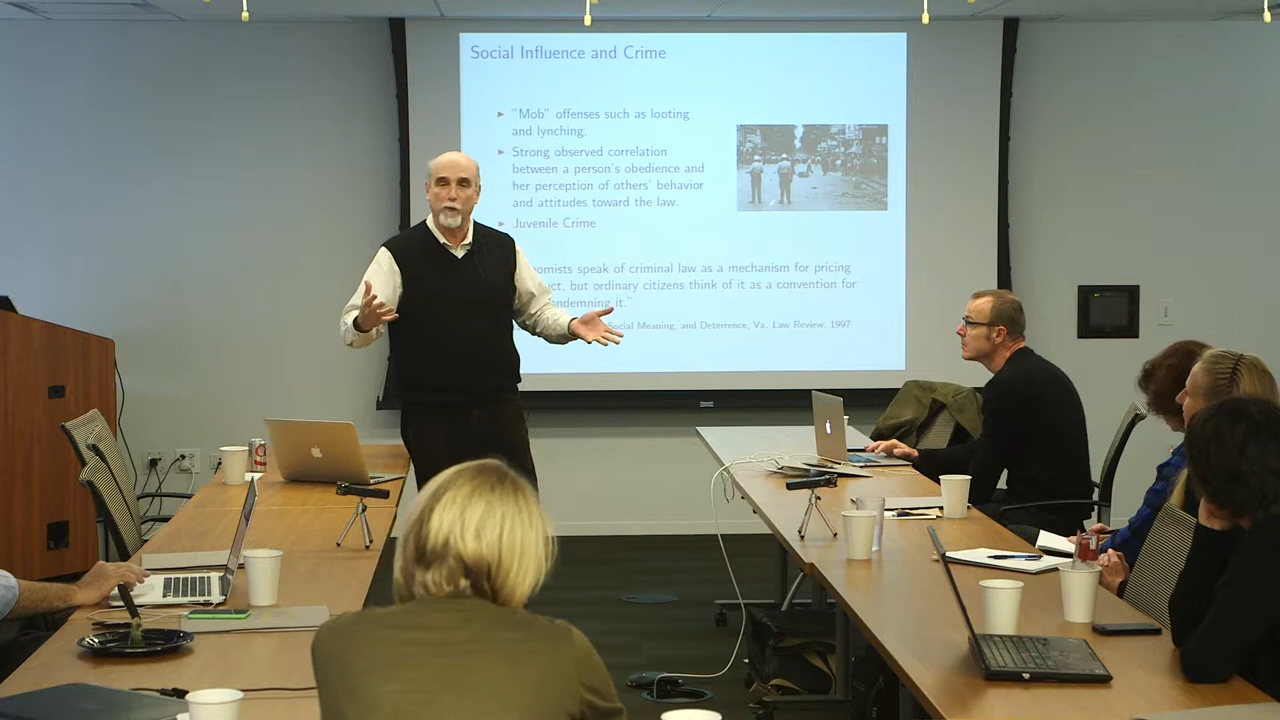 Social Influence and Crime
"Mob" offenses such as looting
and lynching.
Strong observed correlation
between a person's obedience and
her perception of others' behavior
and attitudes toward the law.
Juvenile Crime
speak of criminal law as a mechanism for pricing
but ordinary citizens think of it as a convention for
it."
Social Meaning, and Deterrence, Va. Law Review, 1997